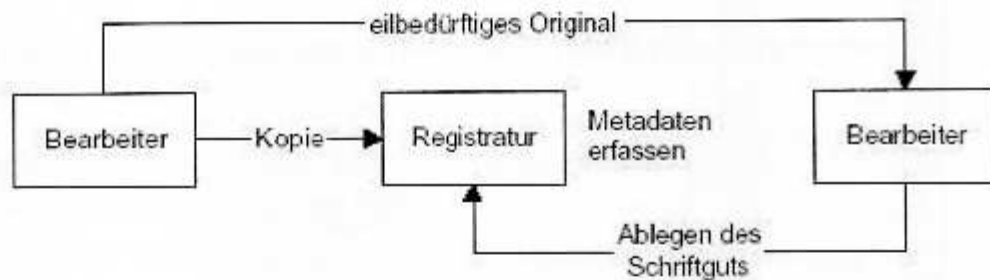 eilbedürftiges Original
Bearbeiter
Kopie
Registratur
Metadaten
erfassen
Bearbeiter
Ablegen des
Schriftguts